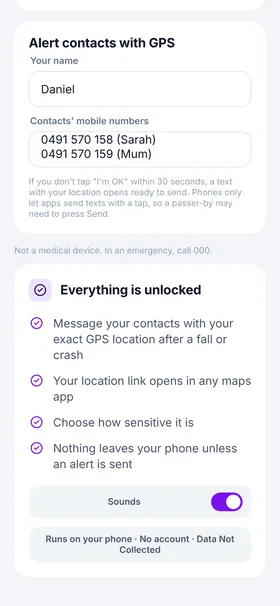 Alert contacts with GPS
Your name
Daniel
Contacts' mobile numbers
0491 570 158 (Sarah)
0491 570 159 (Mum)
If you don't tap "I'm OK" within 30 seconds, a text
with your location opens ready to send. Phones only
let apps send texts with a tap, so a passer-by may
need to press Send.
Not a medical device. In an emergency, call 000.
Everything is unlocked
Message your contacts with your
exact GPS location after a fall or
crash
Your location link opens in any maps
app
Choose how sensitive it is
Nothing leaves your phone unless
an alert is sent
Sounds
Runs on your phone · No account · Data Not
Collected